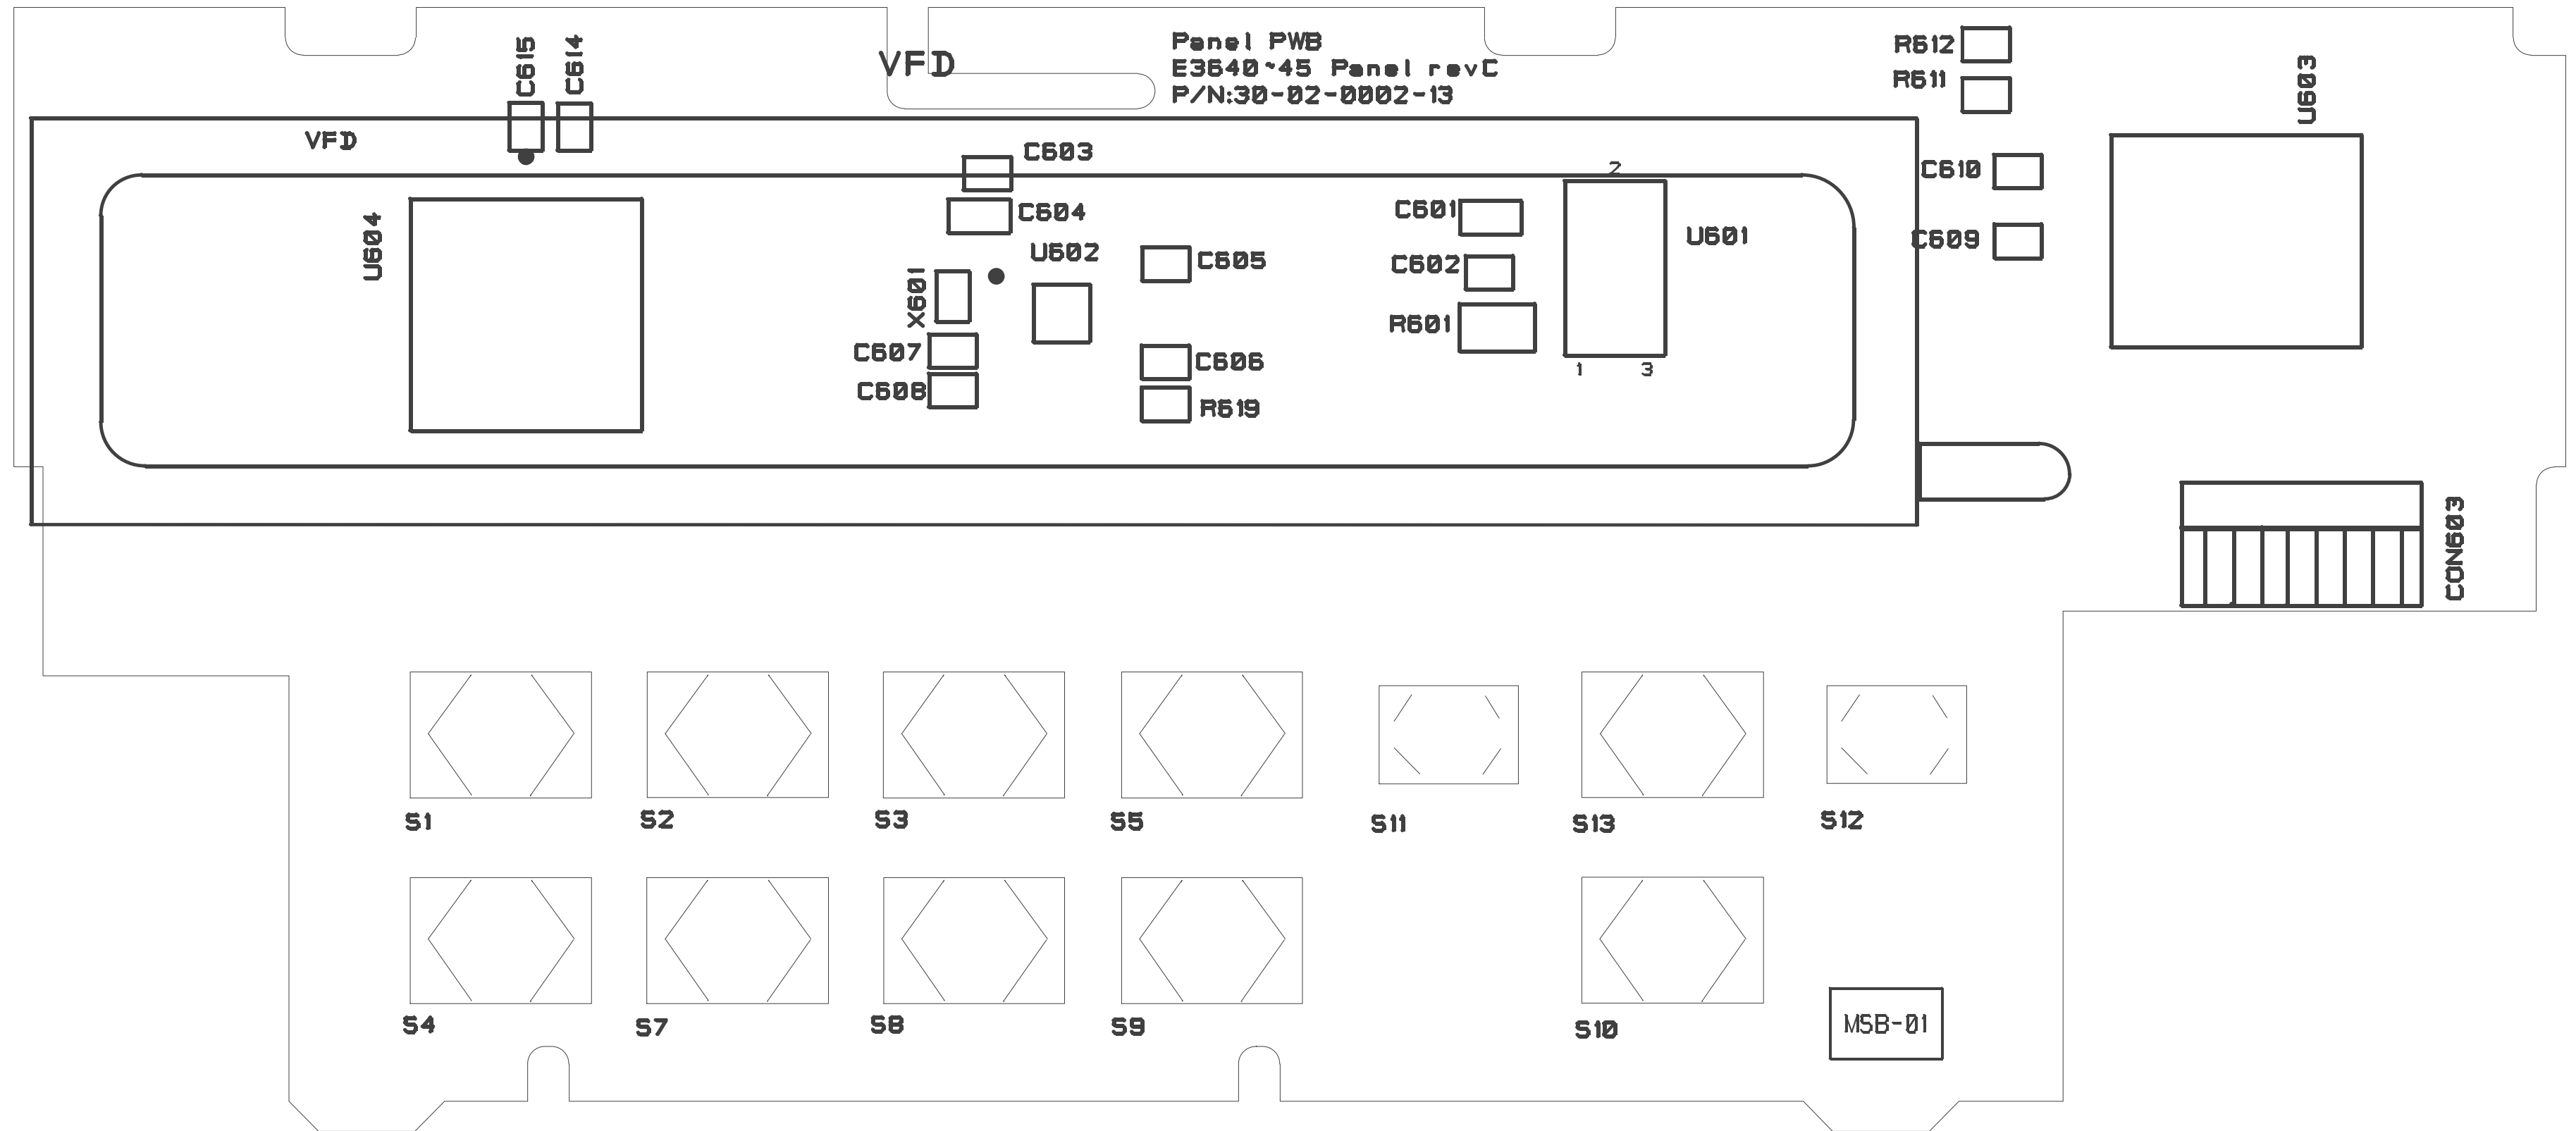 C615
C614
VFD
Panel PWB
E3640~45 Panel revC
P/N:30-02-0002-13
R612
R611
U603
VFD
C603
C610
U604
C604
C601
2
U601
C609
U602
C605
C602
X601
R601
C607
C606
1
3
C608
R619
CON603
S1
S2
S3
S5
S11
S13
S12
S4
S7
S8
S9
S10
MSB-01